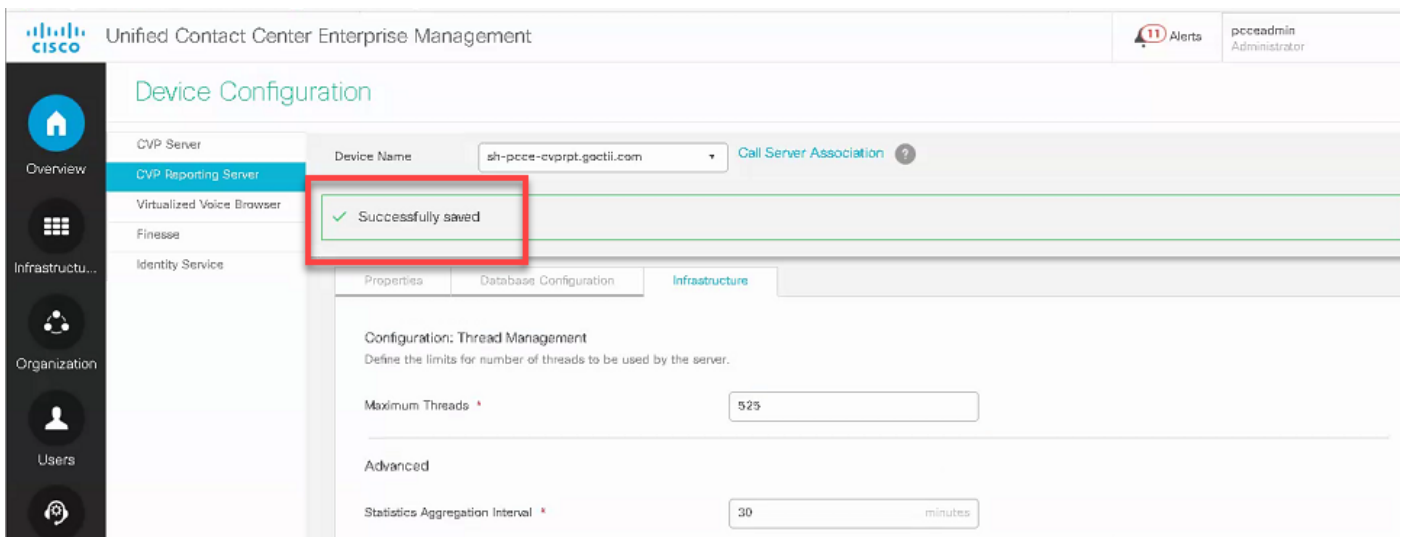 CISCO
Unified Contact Center Enterprise Management
11 Alerts
pcceadmin
Administrator
Device Configuration
Overview
Infrastructu...
Organization
Users
CVP Server
CVP Reporting Server
Virtualized Voice Browser
Finesse
Identity Service
Device Name
sh-pcce-cvprpt.goctii.com
Call Server Association ?
Successfully saved
Properties Database Configuration Infrastructure
Configuration: Thread Management
Define the limits for number of threads to be used by the server.
Maximum Threads * 525
Advanced
Statistics Aggregation Interval * 30 minutes